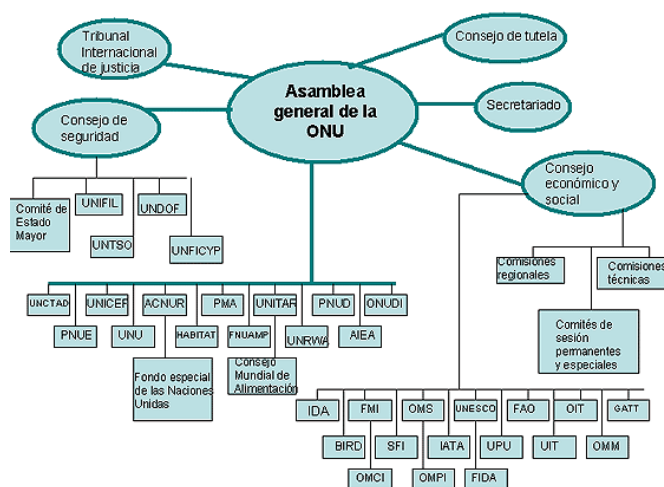 Tribunal
Internacional
de justicia
Consejo de tutela
Asamblea
general de la
ONU
Secretariado
Consejo de
seguridad
Consejo
económico y
social
Comité de
Estado
Mayor
UNIFIL
UNTSO
UNDOF
UNFICYP
Comisiones
regionales
Comisiones
técnicas
Comités de
sesión
permanentes
y especiales
UNCTAD
UNICEF
ACNUR
PMA
UNITAR
PNUD
ONUDI
PNUE
UNU
HABITAT
FNUAMP
UNRWA
AIEA
Fondo especial
de las Naciones
Unidas
Consejo
Mundial de
Alimentación
IDA
FMI
OMS
UNESCO
FAO
OIT
GATT
BIRD
SFI
IATA
UPU
UIT
OMM
OMCI
OMPI
FIDA